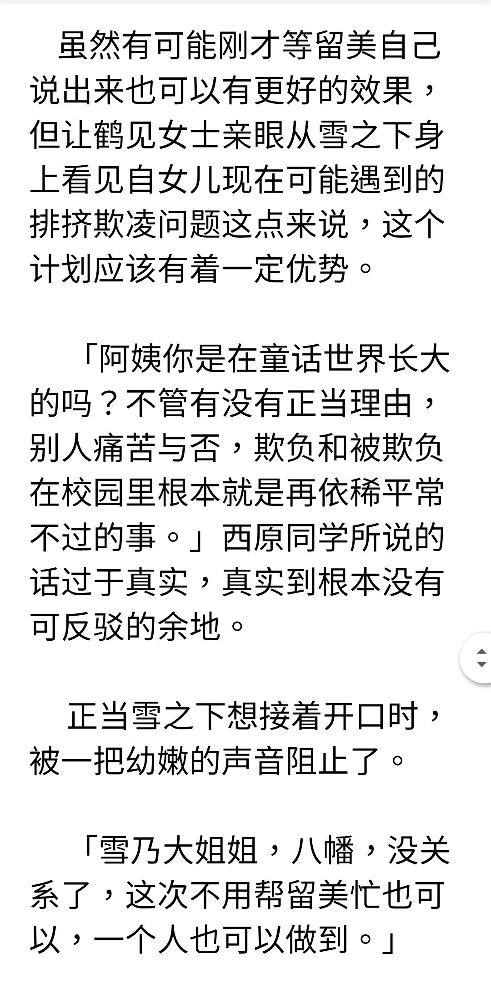 虽然有可能刚才等留美自己
说出来也可以有更好的效果，
但让鹤见女士亲眼从雪之下身
上看见自女儿现在可能遇到的
排挤欺凌问题这点来说，这个
计划应该有着一定优势。
「阿姨你是在童话世界长大
的吗？不管有没有正当理由，
别人痛苦与否，欺负和被欺负
在校园里根本就是再依稀平常
不过的事。」西原同学所说的
话过于真实，真实到根本没有
可反驳的余地。
正当雪之下想接着开口时，
被一把幼嫩的声音阻止了。
「雪乃大姐姐，八幡，没关
系了，这次不用帮留美忙也可
以，一个人也可以做到。」